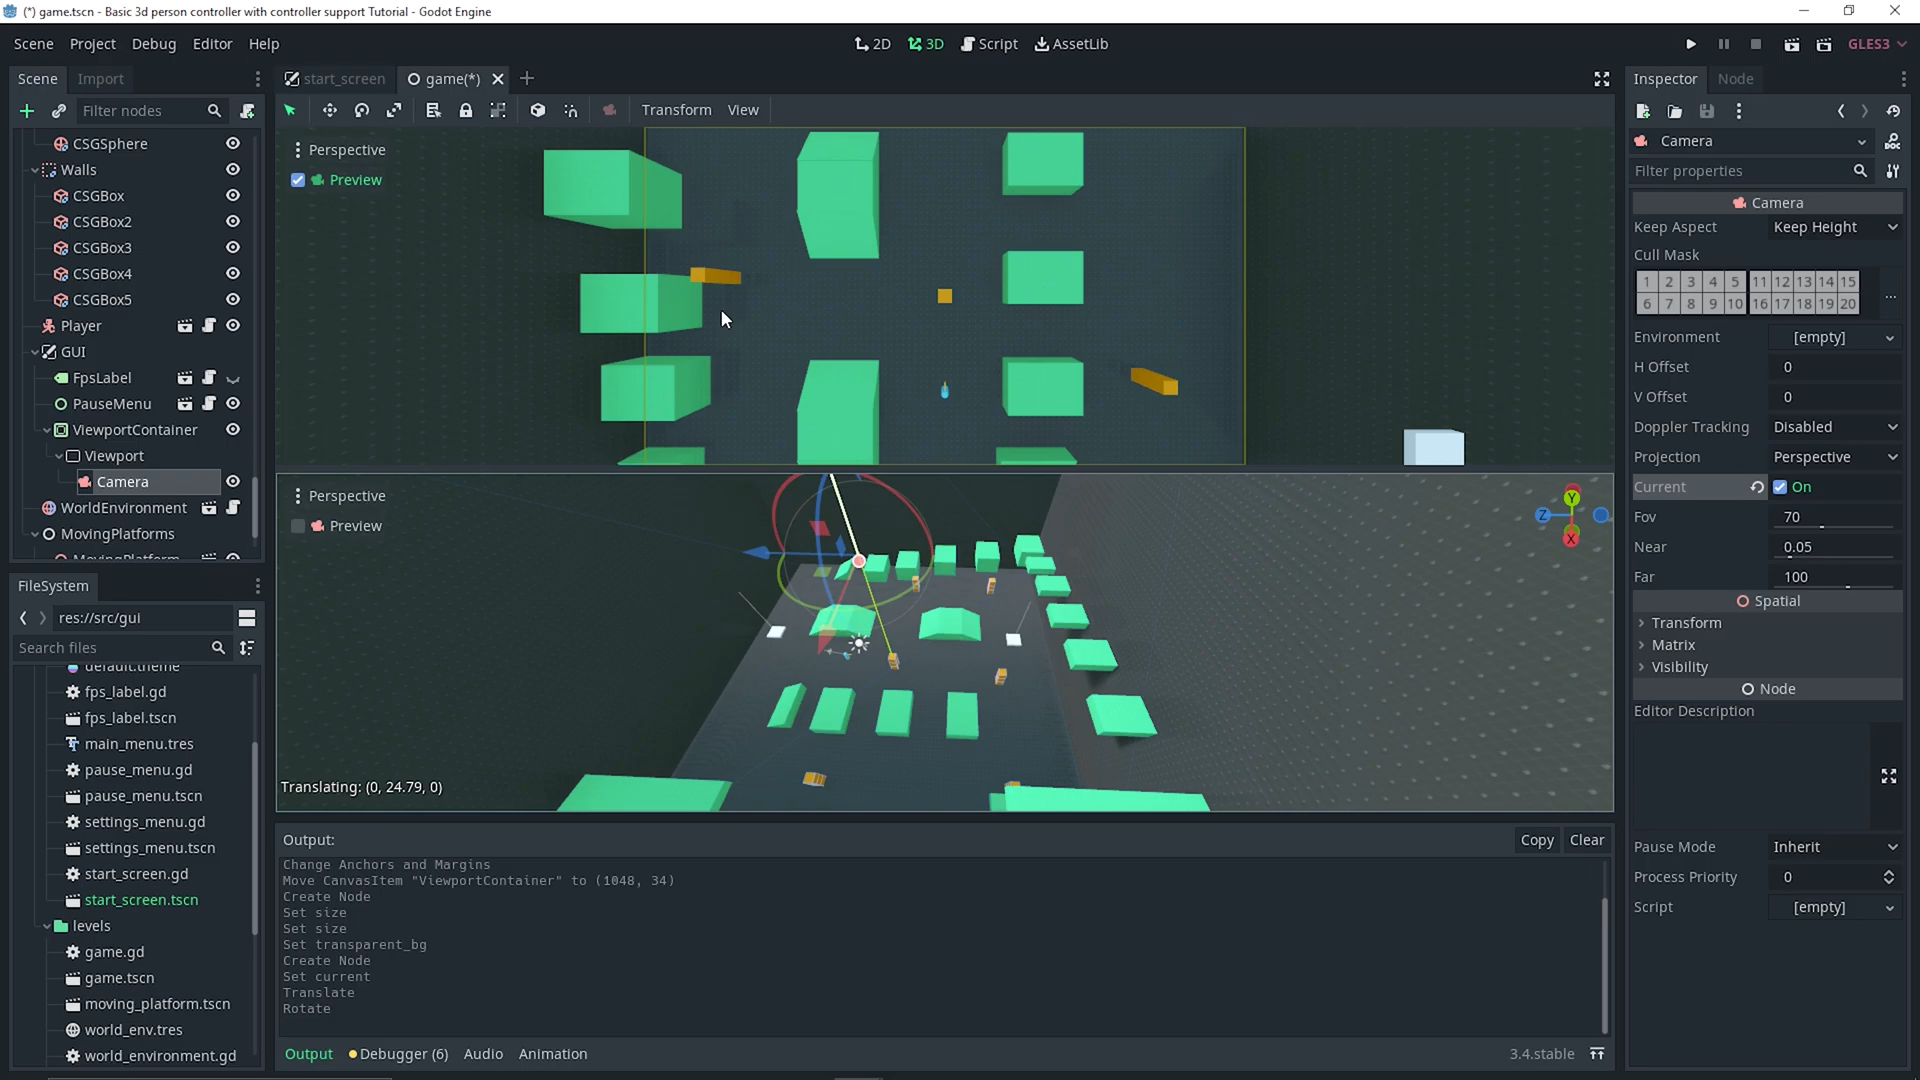 (*) game.tscn - Basic 3d person controller with controller support Tutorial - Godot Engine
Scene Project Debug Editor Help
2D 3D Script AssetLib
GLES3
Scene Import
start_screen game(*)
Inspector Node
Filter nodes
Transform View
CSGSphere
Walls
CSGBox
CSGBox2
CSGBox3
CSGBox4
CSGBox5
Player
GUI
FpsLabel
PauseMenu
ViewportContainer
Viewport
Camera
WorldEnvironment
MovingPlatforms
MovingPlatform
FileSystem
res://src/gui
Search files
default.theme
fps_label.gd
fps_label.tscn
main_menu.tres
pause_menu.gd
pause_menu.tscn
settings_menu.gd
settings_menu.tscn
start_screen.gd
start_screen.tscn
levels
game.gd
game.tscn
moving_platform.tscn
world_env.tres
world_environment.gd
Perspective
Preview
Perspective
Preview
Y
Z
X
Translating: (0, 24.79, 0)
Output:
Copy Clear
Change Anchors and Margins
Move CanvasItem "ViewportContainer" to (1048, 34)
Create Node
Set size
Set size
Set transparent_bg
Create Node
Set current
Translate
Rotate
Output Debugger (6) Audio Animation
3.4.stable
Camera
Filter properties
Camera
Keep Aspect Keep Height
Cull Mask
1 2 3 4 5 11 12 13 14 15
6 7 8 9 10 16 17 18 19 20
...
Environment [empty]
H Offset 0
V Offset 0
Doppler Tracking Disabled
Projection Perspective
Current On
Fov 70
Near 0.05
Far 100
Spatial
Transform
Matrix
Visibility
Node
Editor Description
Pause Mode Inherit
Process Priority 0
Script [empty]